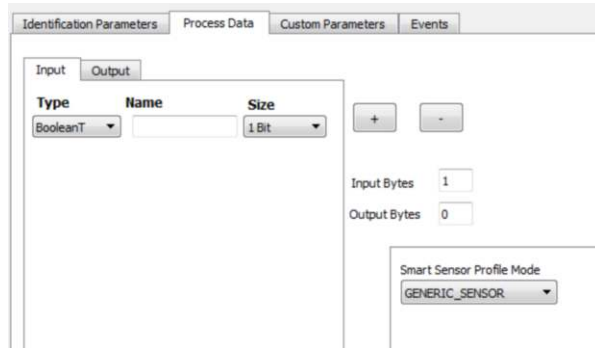 Identification Parameters Process Data Custom Parameters Events
Input Output
Type Name Size
BooleanT 1 Bit + -
Input Bytes 1
Output Bytes 0
Smart Sensor Profile Mode
GENERIC_SENSOR